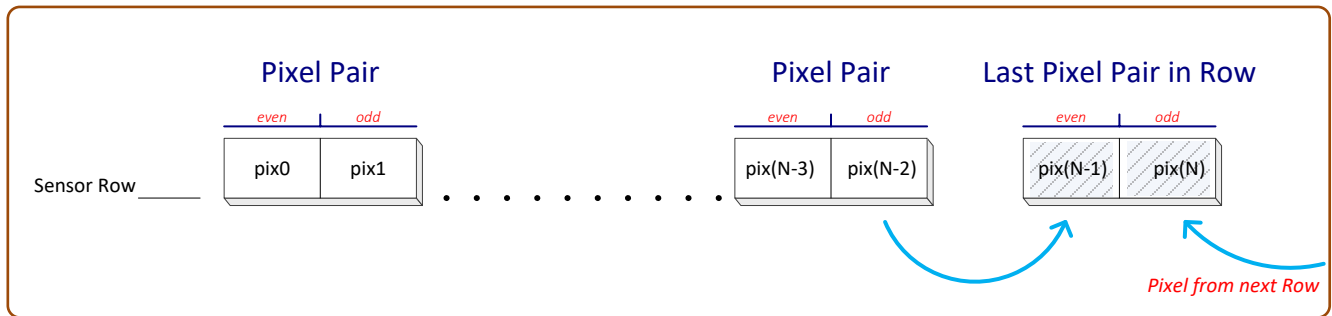 Pixel Pair Pixel Pair Last Pixel Pair in Row
even odd even odd even odd
pix0 pix1 pix(N-3) pix(N-2) pix(N-1) pix(N)
Sensor Row
Pixel from next Row